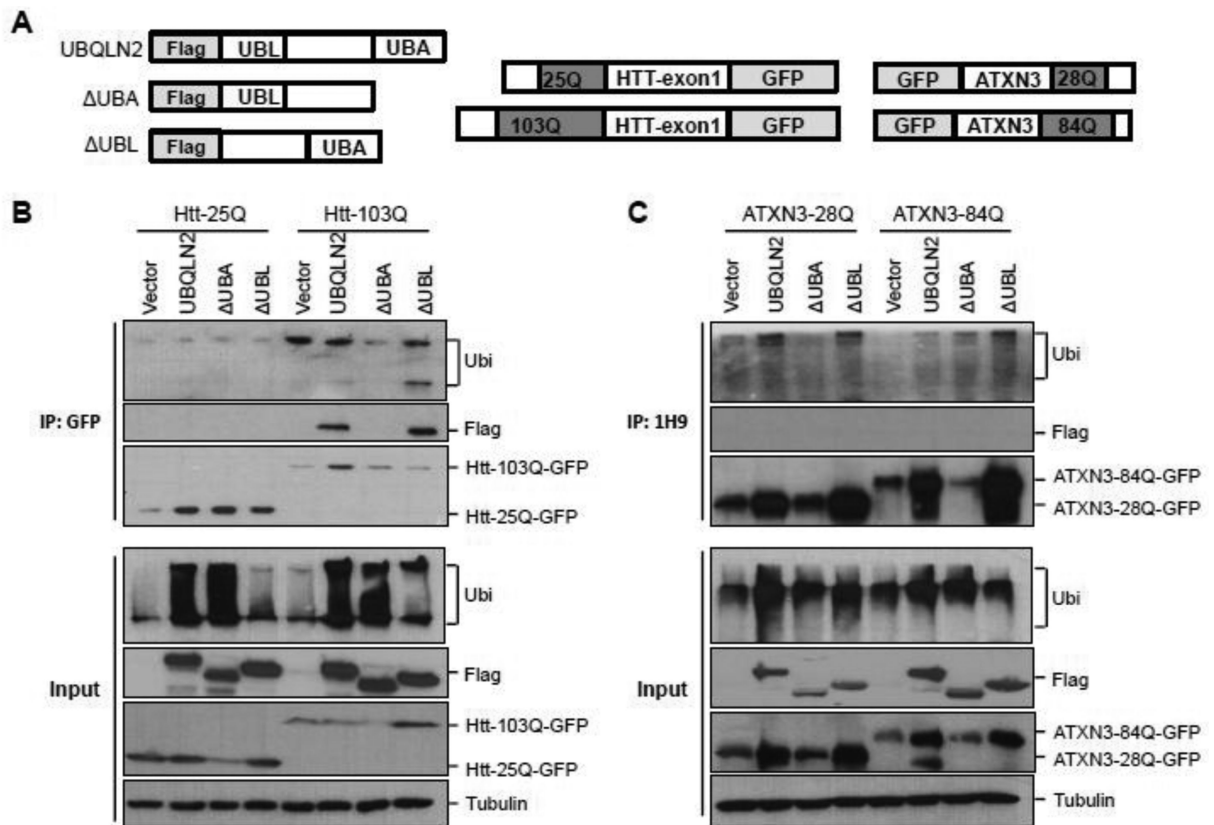 A
UBQLN2 Flag UBL UBA
ΔUBA Flag UBL
ΔUBL Flag UBA
25Q HTT-exon1 GFP
103Q HTT-exon1 GFP
GFP ATXN3 28Q
GFP ATXN3 84Q
B
Htt-25Q Htt-103Q
Vector UBQLN2 ΔUBA ΔUBL Vector UBQLN2 ΔUBA ΔUBL
IP: GFP
Ubi
Flag
Htt-103Q-GFP
Htt-25Q-GFP
Input
Ubi
Flag
Htt-103Q-GFP
Htt-25Q-GFP
Tubulin
C
ATXN3-28Q ATXN3-84Q
Vector UBQLN2 ΔUBA ΔUBL Vector UBQLN2 ΔUBA ΔUBL
IP: 1H9
Ubi
Flag
ATXN3-84Q-GFP
ATXN3-28Q-GFP
Input
Ubi
Flag
ATXN3-84Q-GFP
ATXN3-28Q-GFP
Tubulin